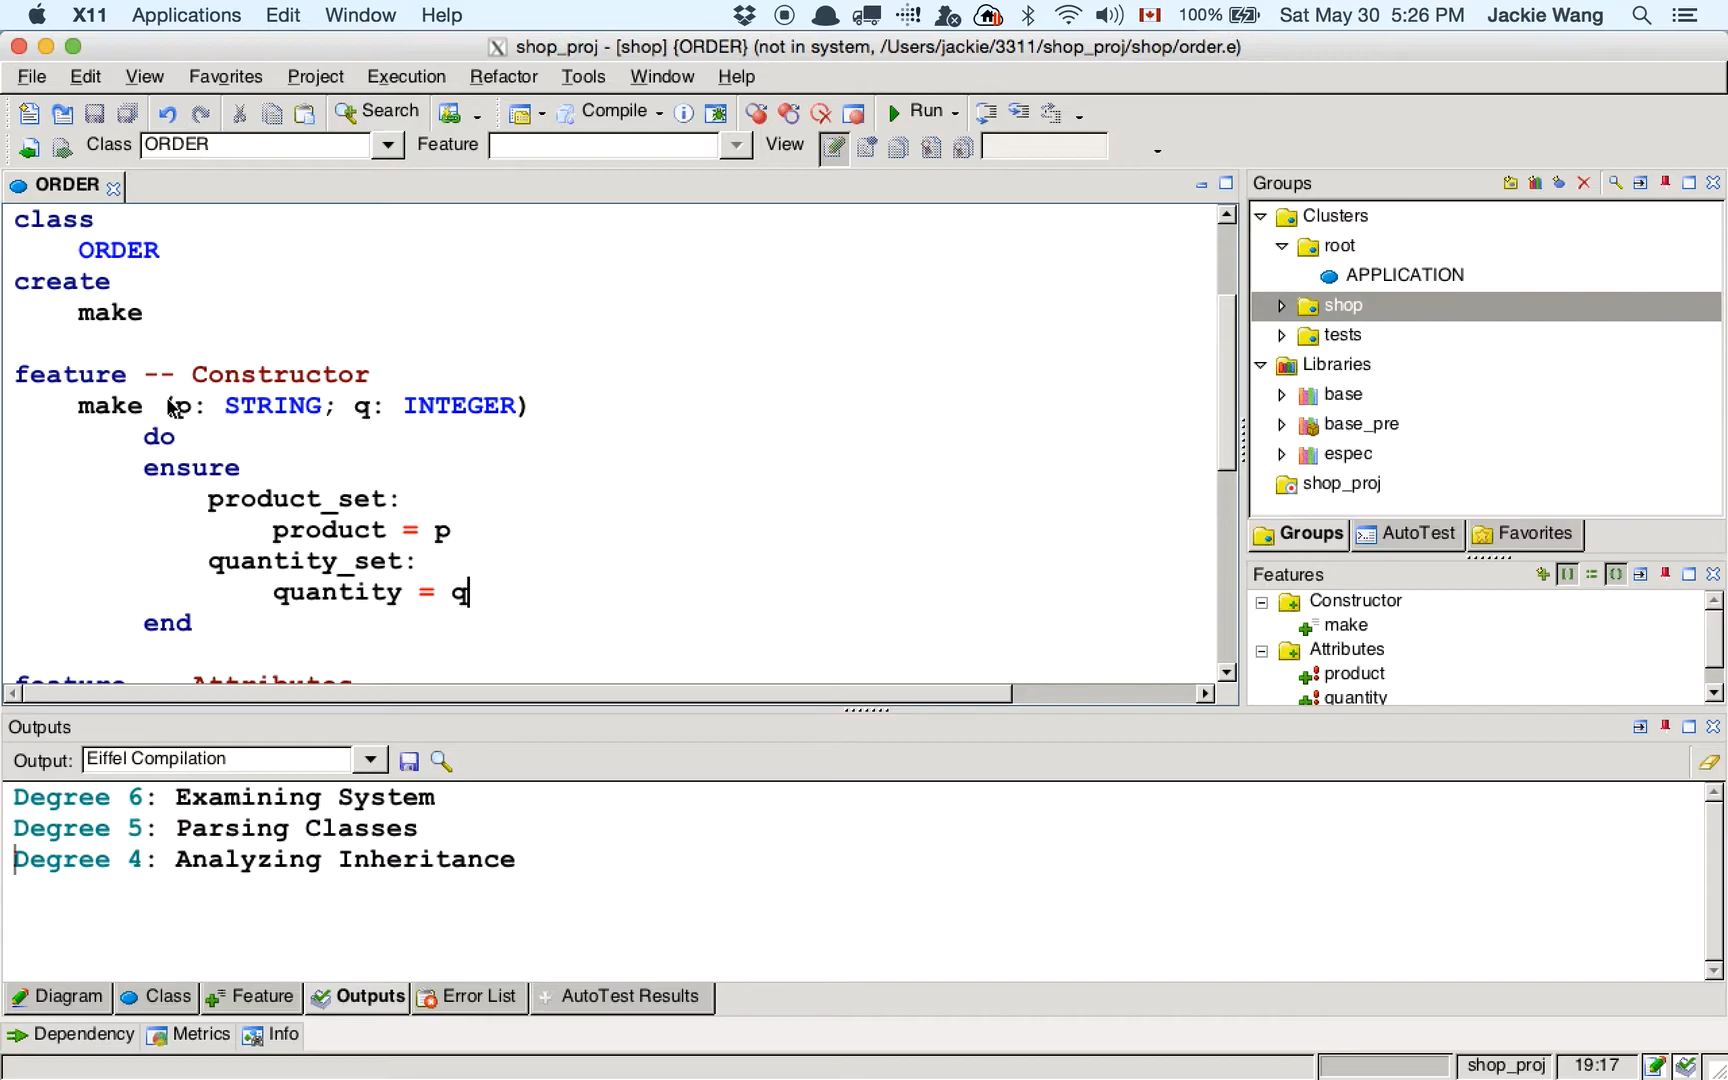 X11 Applications Edit Window Help 100% Sat May 30 5:26 PM Jackie Wang
shop_proj - [shop] {ORDER} (not in system, /Users/jackie/3311/shop_proj/shop/order.e)
File Edit View Favorites Project Execution Refactor Tools Window Help
Search Compile Run
Class ORDER Feature View
ORDER
Groups
class
ORDER
create
make
feature -- Constructor
make (p: STRING; q: INTEGER)
do
ensure
product_set:
product = p
quantity_set:
quantity = q
end
feature -- Attributes
Clusters
root
APPLICATION
shop
tests
Libraries
base
base_pre
espec
shop_proj
Groups AutoTest Favorites
Features
Constructor
make
Attributes
product
quantity
Outputs
Output: Eiffel Compilation
Degree 6: Examining System
Degree 5: Parsing Classes
Degree 4: Analyzing Inheritance
Diagram Class Feature Outputs Error List AutoTest Results
Dependency Metrics Info
shop_proj 19:17